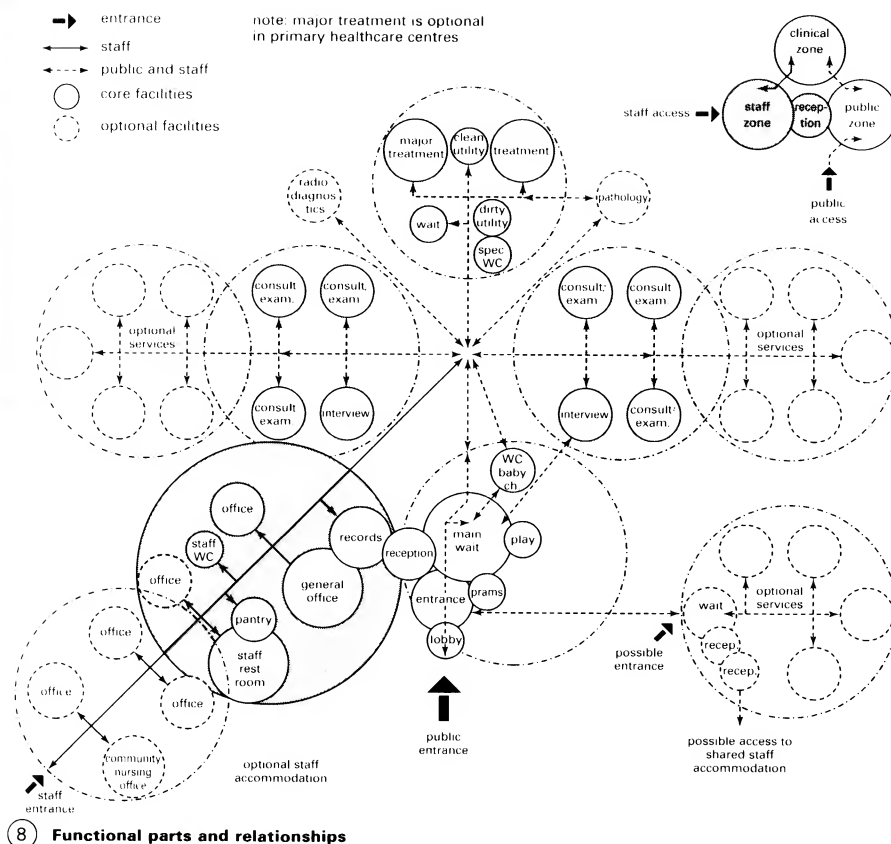 entrance
staff
public and staff
core facilities
optional facilities
note: major treatment is optional
in primary healthcare centres
clinical
zone
staff access
staff
zone
recep-
tion
public
zone
public
access
major
treatment
clean
utility
treatment
radio
diagnos
tics
pathology
wait
dirty
utility
spec
WC
consult
exam.
consult,
exam
consult,
exam
consult
exam.
optional
services
optional
services
consult
exam.
interview
interview
consult/
exam.
WC
baby
ch
office
records
reception
main
wait
play
staff
WC
general
office
office
entrance
prams
pantry
lobby
staff
rest
room
office
office
office
community
nursing
office
staff
entrance
optional staff
accommodation
public
entrance
possible
entrance
wait
optional
services
recep.
recep.
possible access to
shared staff
accommodation
8 Functional parts and relationships